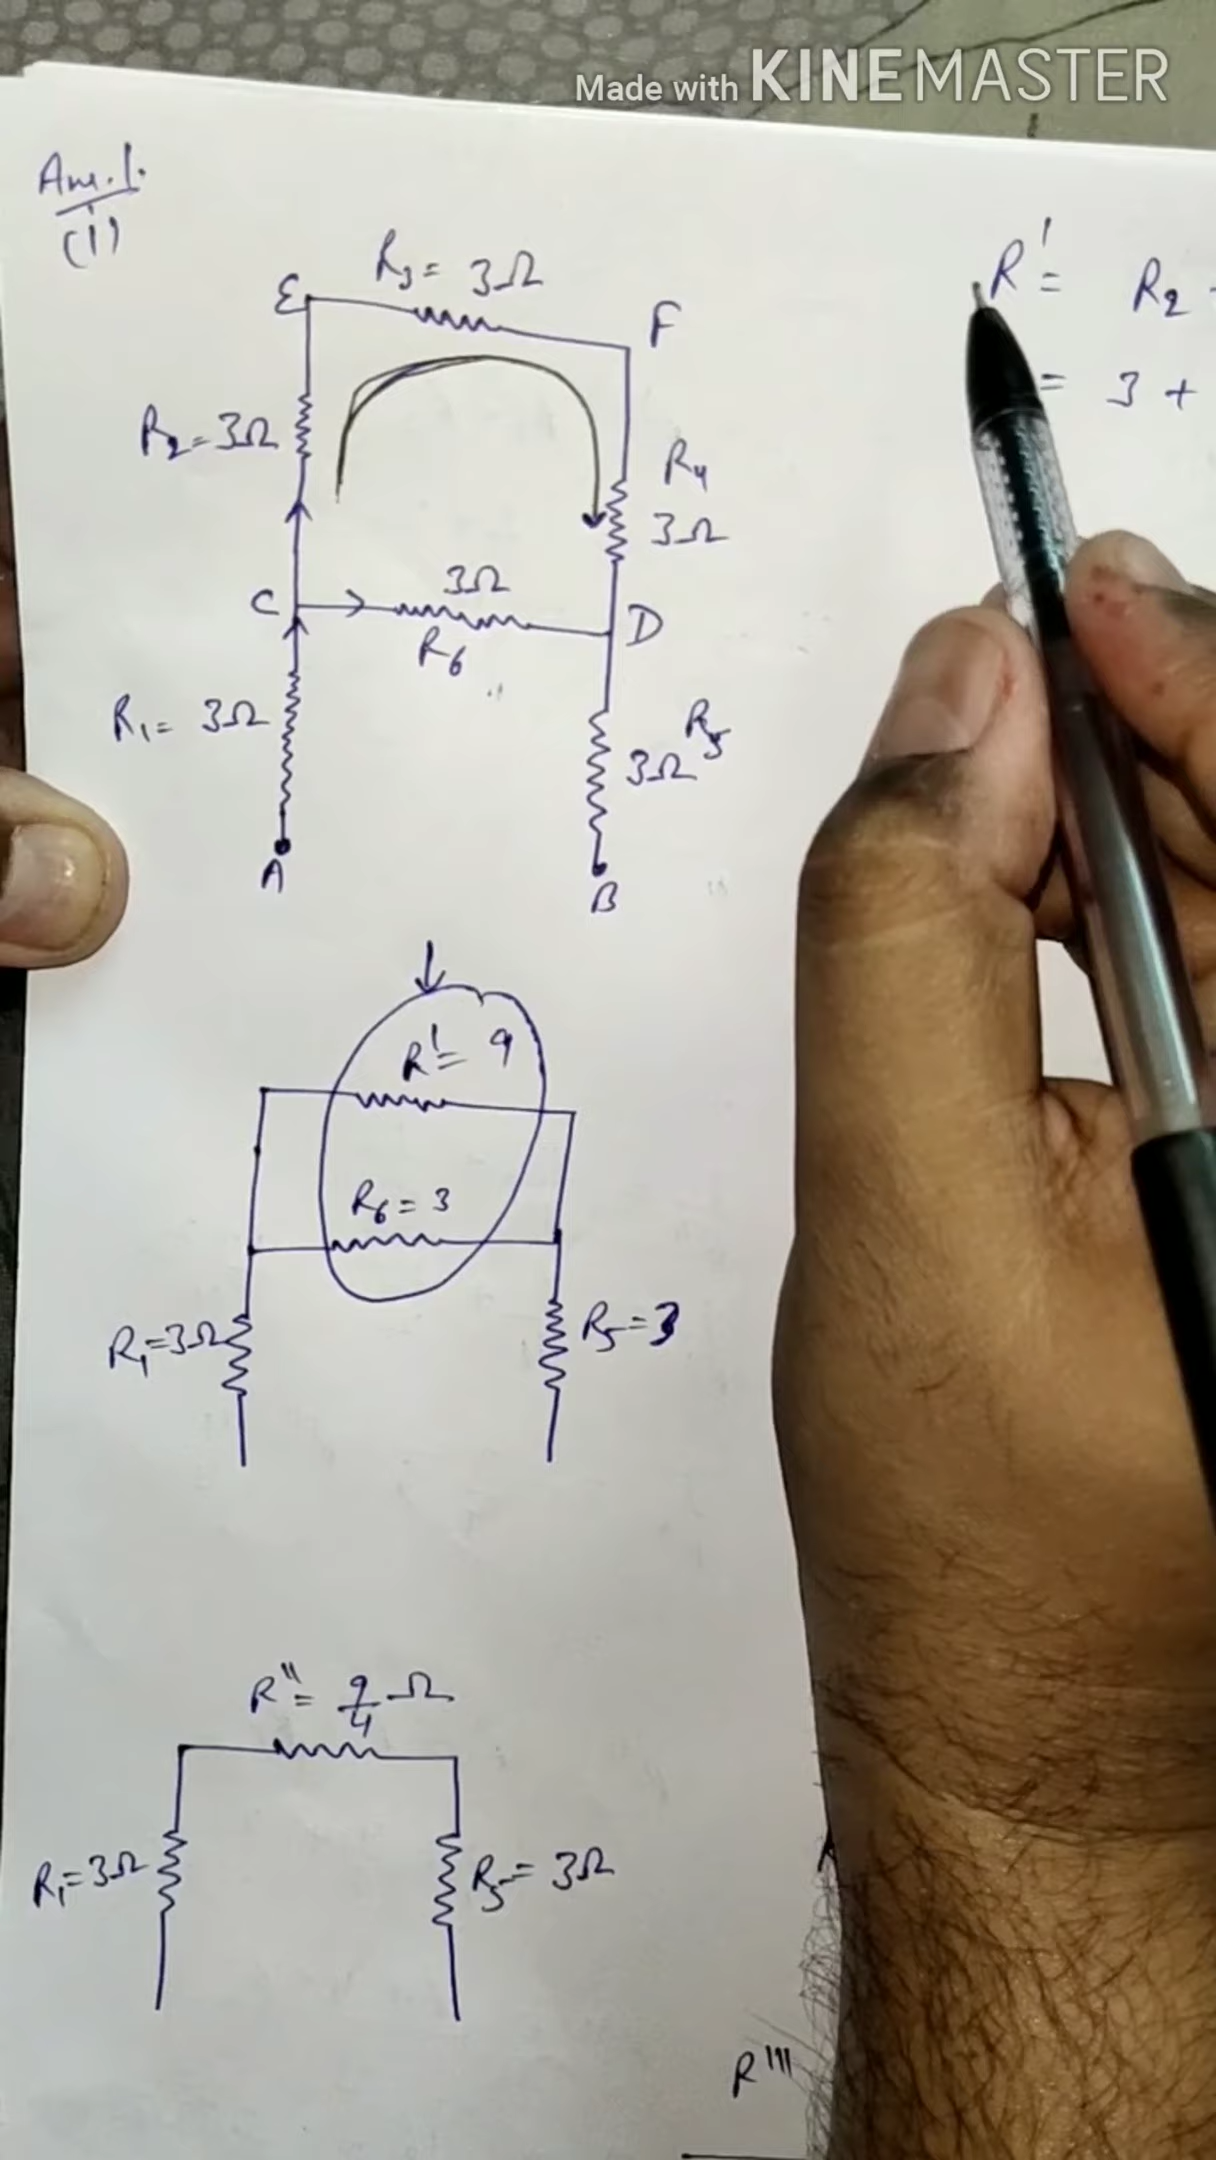 Made with KINEMASTER
Ans.1.
(1)
R3 = 3Ω
E
F
R' = R2
= 3 +
R2 = 3Ω
R4
3Ω
C
3Ω
R6
D
R1 = 3Ω
R5
3Ω
A
B
R' = 9
R6 = 3
R1 = 3Ω
R5 = 3
R'' = 9/4 Ω
R1 = 3Ω
R5 = 3Ω
R'''